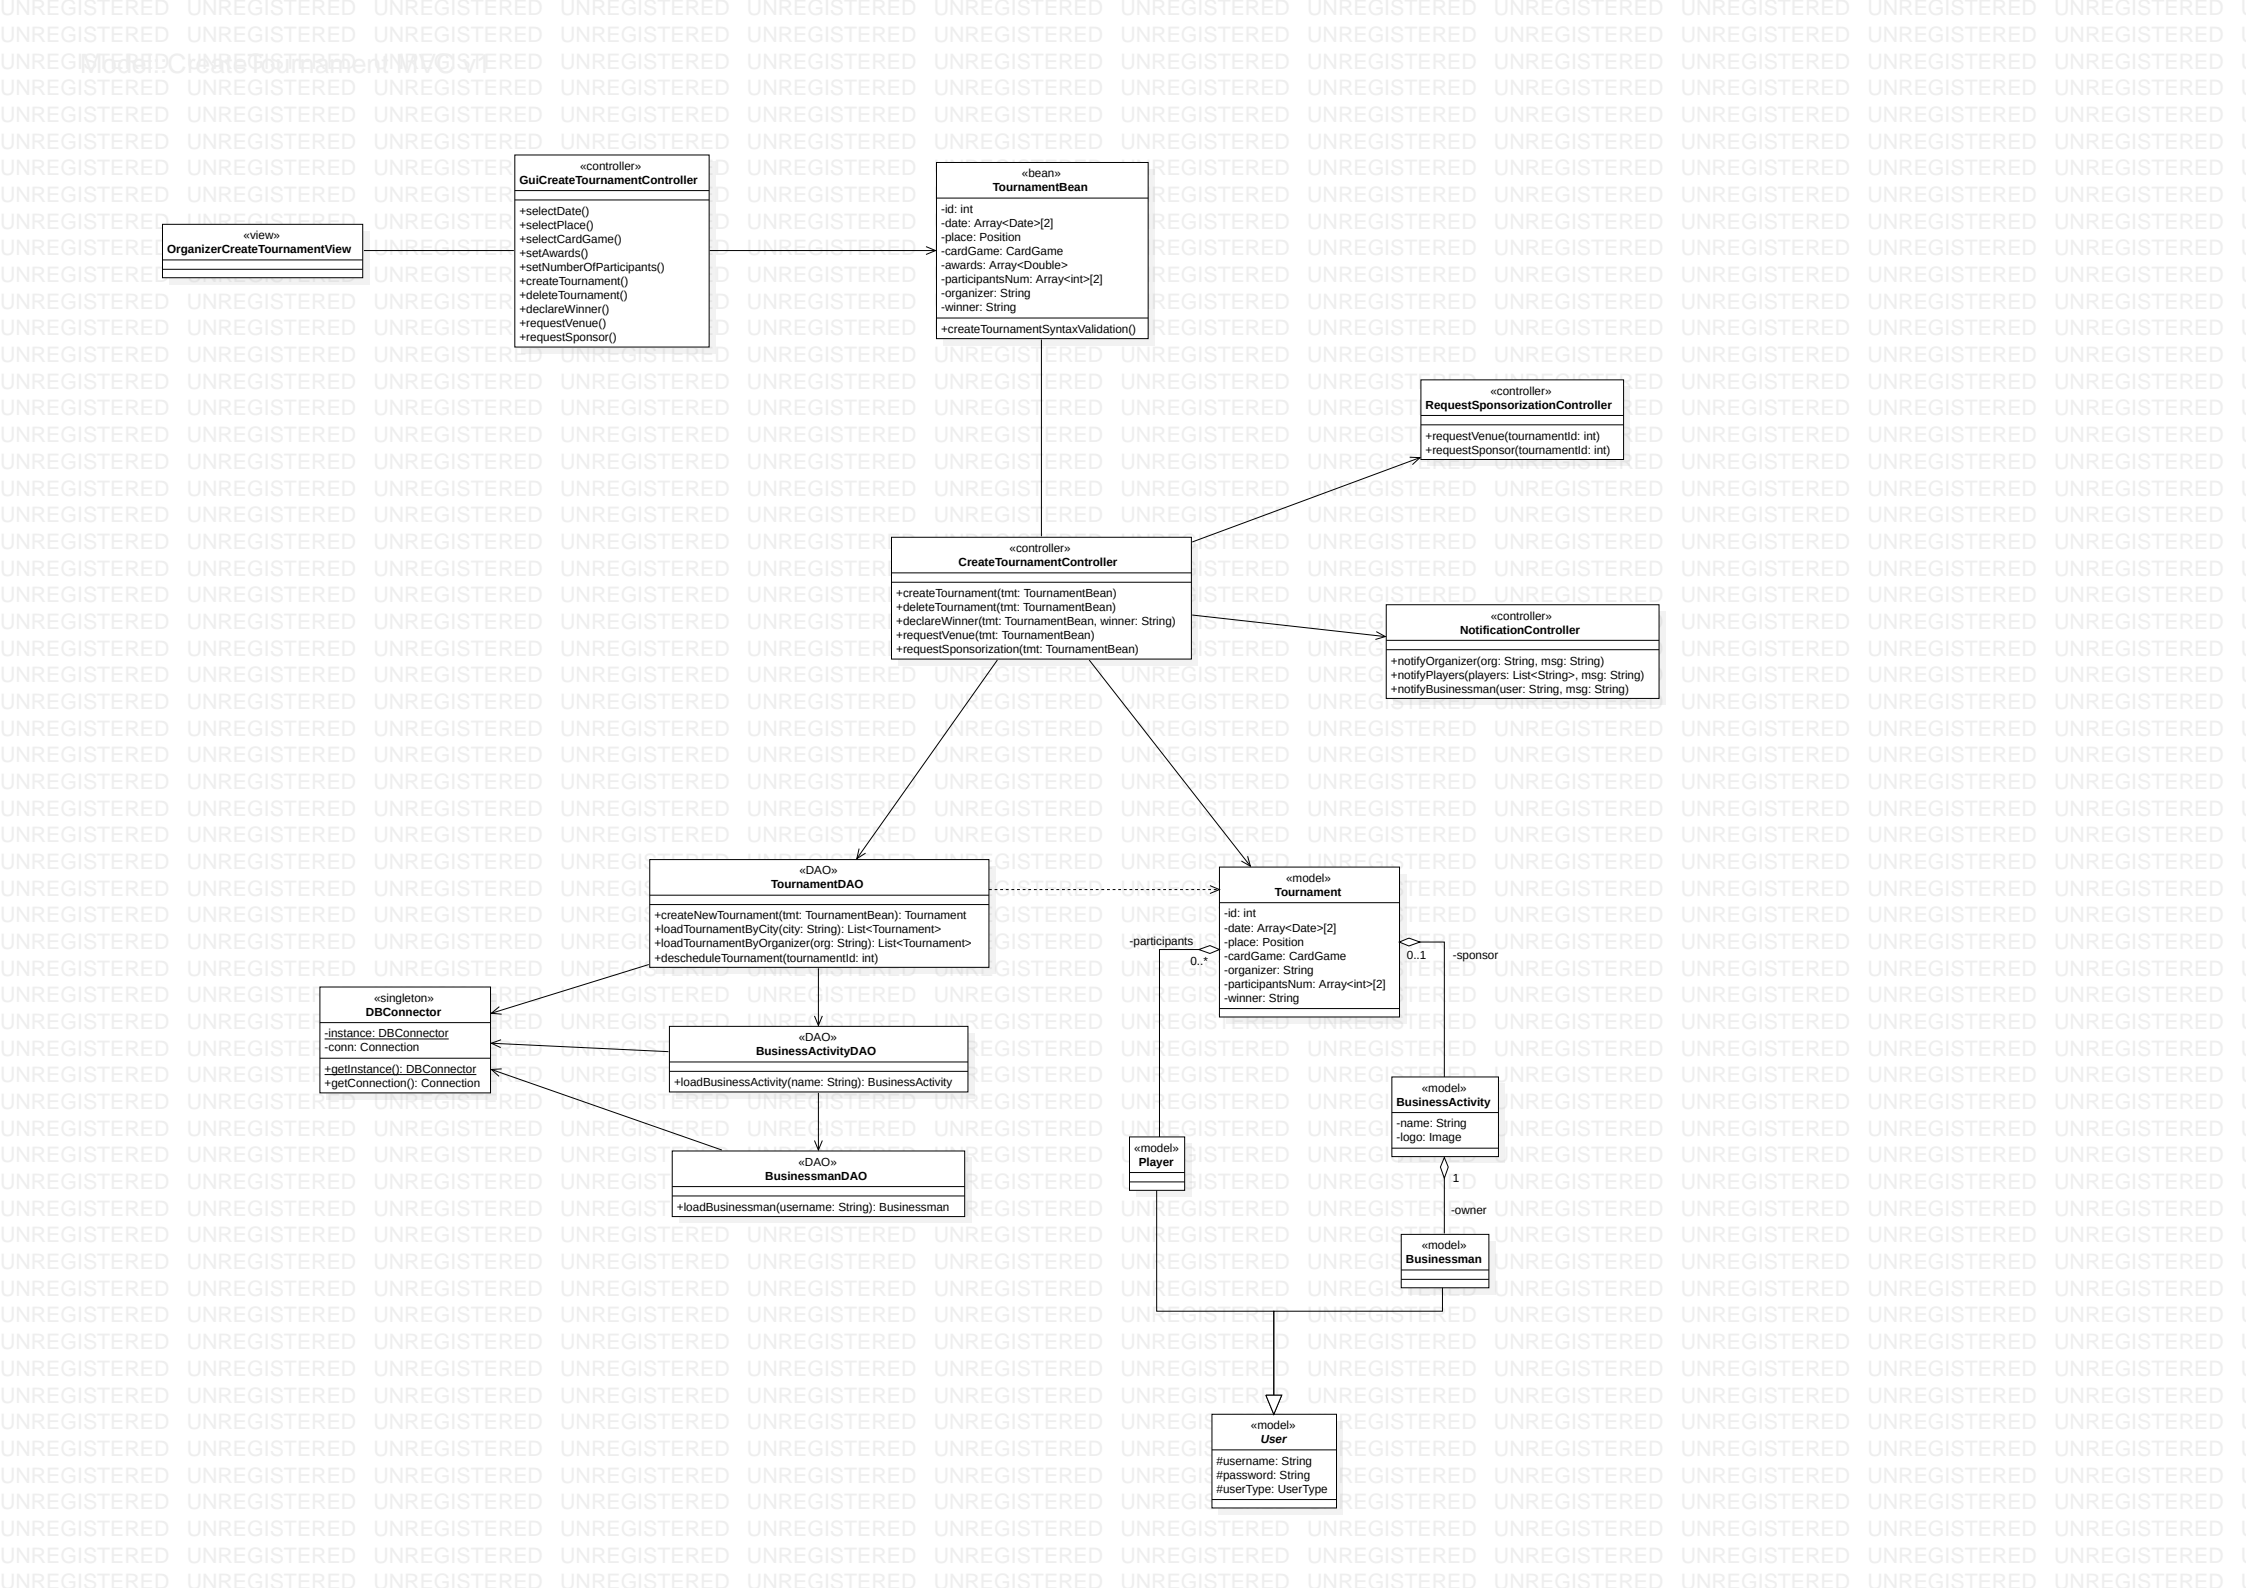 Model::CreateTournament MVC v1
«controller»
GuiCreateTournamentController
+selectDate()
+selectPlace()
+selectCardGame()
+setAwards()
+setNumberOfParticipants()
+createTournament()
+deleteTournament()
+declareWinner()
+requestVenue()
+requestSponsor()
«view»
OrganizerCreateTournamentView
«bean»
TournamentBean
-id: int
-date: Array<Date>[2]
-place: Position
-cardGame: CardGame
-awards: Array<Double>
-participantsNum: Array<int>[2]
-organizer: String
-winner: String
+createTournamentSyntaxValidation()
«controller»
RequestSponsorizationController
+requestVenue(tournamentId: int)
+requestSponsor(tournamentId: int)
«controller»
CreateTournamentController
+createTournament(tmt: TournamentBean)
+deleteTournament(tmt: TournamentBean)
+declareWinner(tmt: TournamentBean, winner: String)
+requestVenue(tmt: TournamentBean)
+requestSponsorization(tmt: TournamentBean)
«controller»
NotificationController
+notifyOrganizer(org: String, msg: String)
+notifyPlayers(players: List<String>, msg: String)
+notifyBusinessman(user: String, msg: String)
«DAO»
TournamentDAO
+createNewTournament(tmt: TournamentBean): Tournament
+loadTournamentByCity(city: String): List<Tournament>
+loadTournamentByOrganizer(org: String): List<Tournament>
+descheduleTournament(tournamentId: int)
«model»
Tournament
-id: int
-date: Array<Date>[2]
-place: Position
-cardGame: CardGame
-organizer: String
-participantsNum: Array<int>[2]
-winner: String
-participants
0..*
0..1
-sponsor
«singleton»
DBConnector
-instance: DBConnector
-conn: Connection
+getInstance(): DBConnector
+getConnection(): Connection
«DAO»
BusinessActivityDAO
+loadBusinessActivity(name: String): BusinessActivity
«DAO»
BusinessmanDAO
+loadBusinessman(username: String): Businessman
«model»
Player
«model»
BusinessActivity
-name: String
-logo: Image
1
-owner
«model»
Businessman
«model»
User
#username: String
#password: String
#userType: UserType